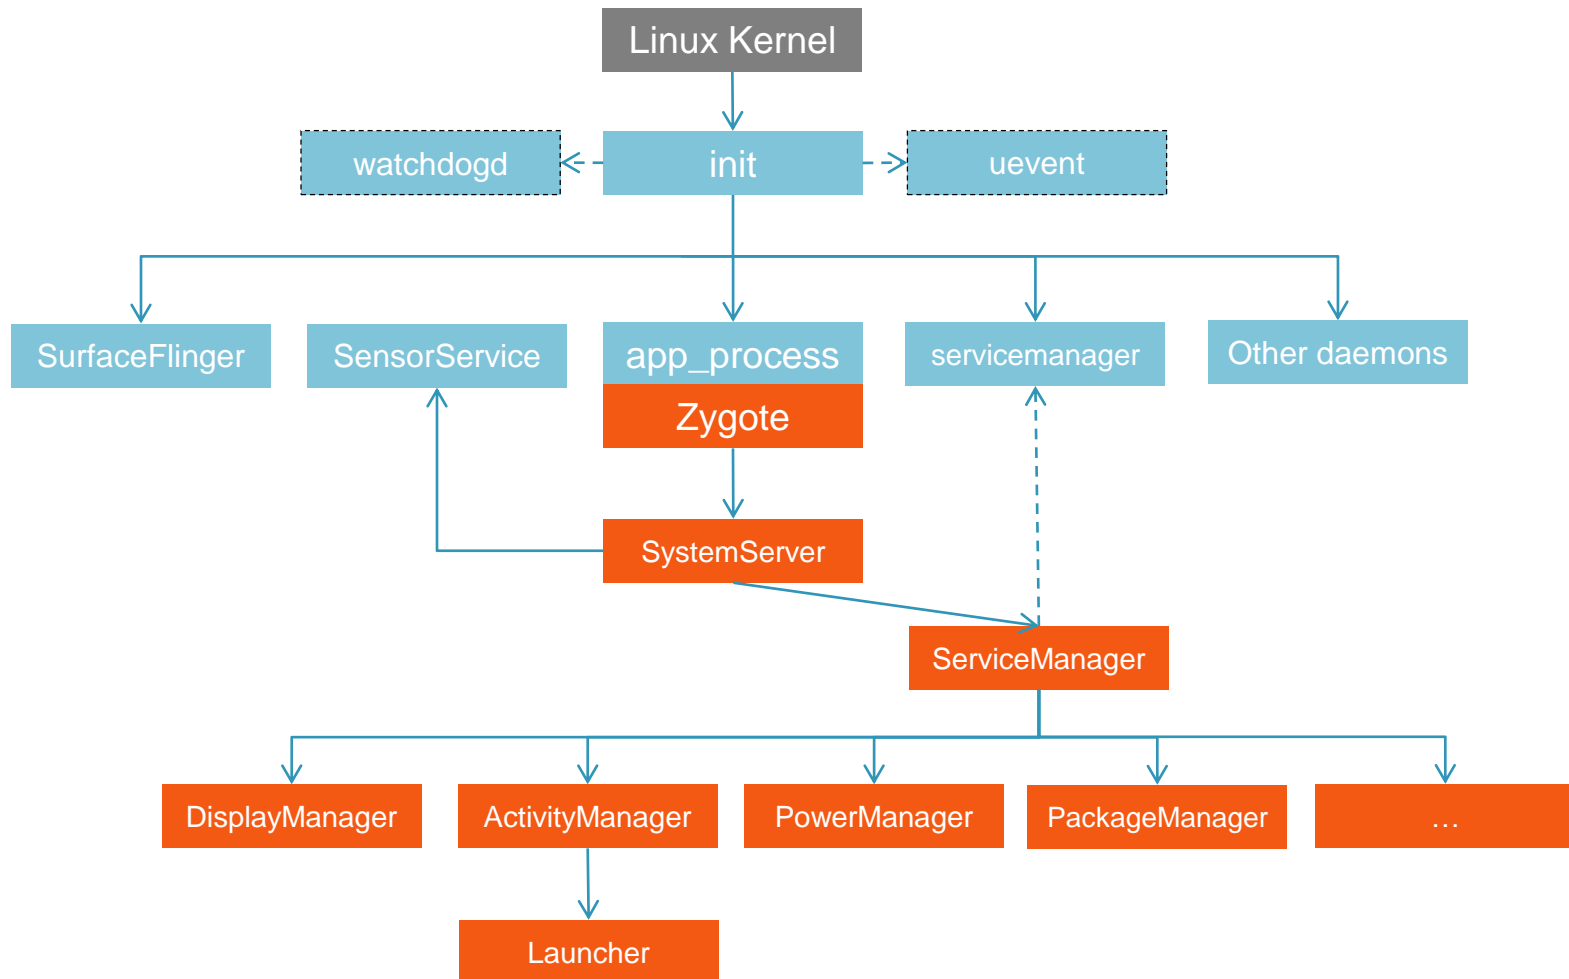 Linux Kernel
watchdogd
init
uevent
SurfaceFlinger
SensorService
app_process
servicemanager
Other daemons
Zygote
SystemServer
ServiceManager
DisplayManager
ActivityManager
PowerManager
PackageManager
…
Launcher